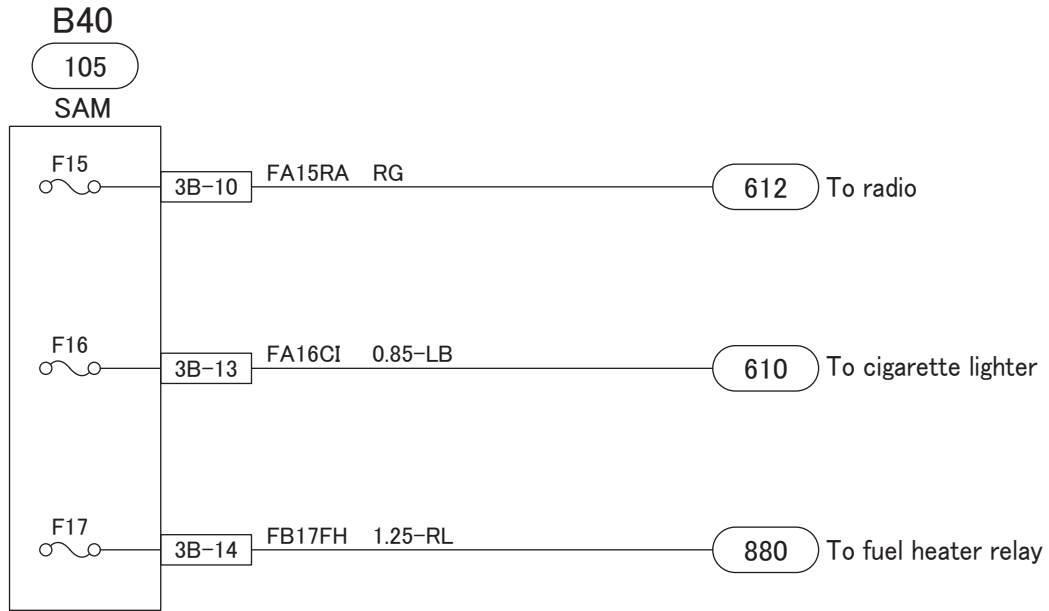 B40
105
SAM
F15
3B-10
FA15RA RG
612 To radio
F16
3B-13
FA16CI 0.85-LB
610 To cigarette lighter
F17
3B-14
FB17FH 1.25-RL
880 To fuel heater relay